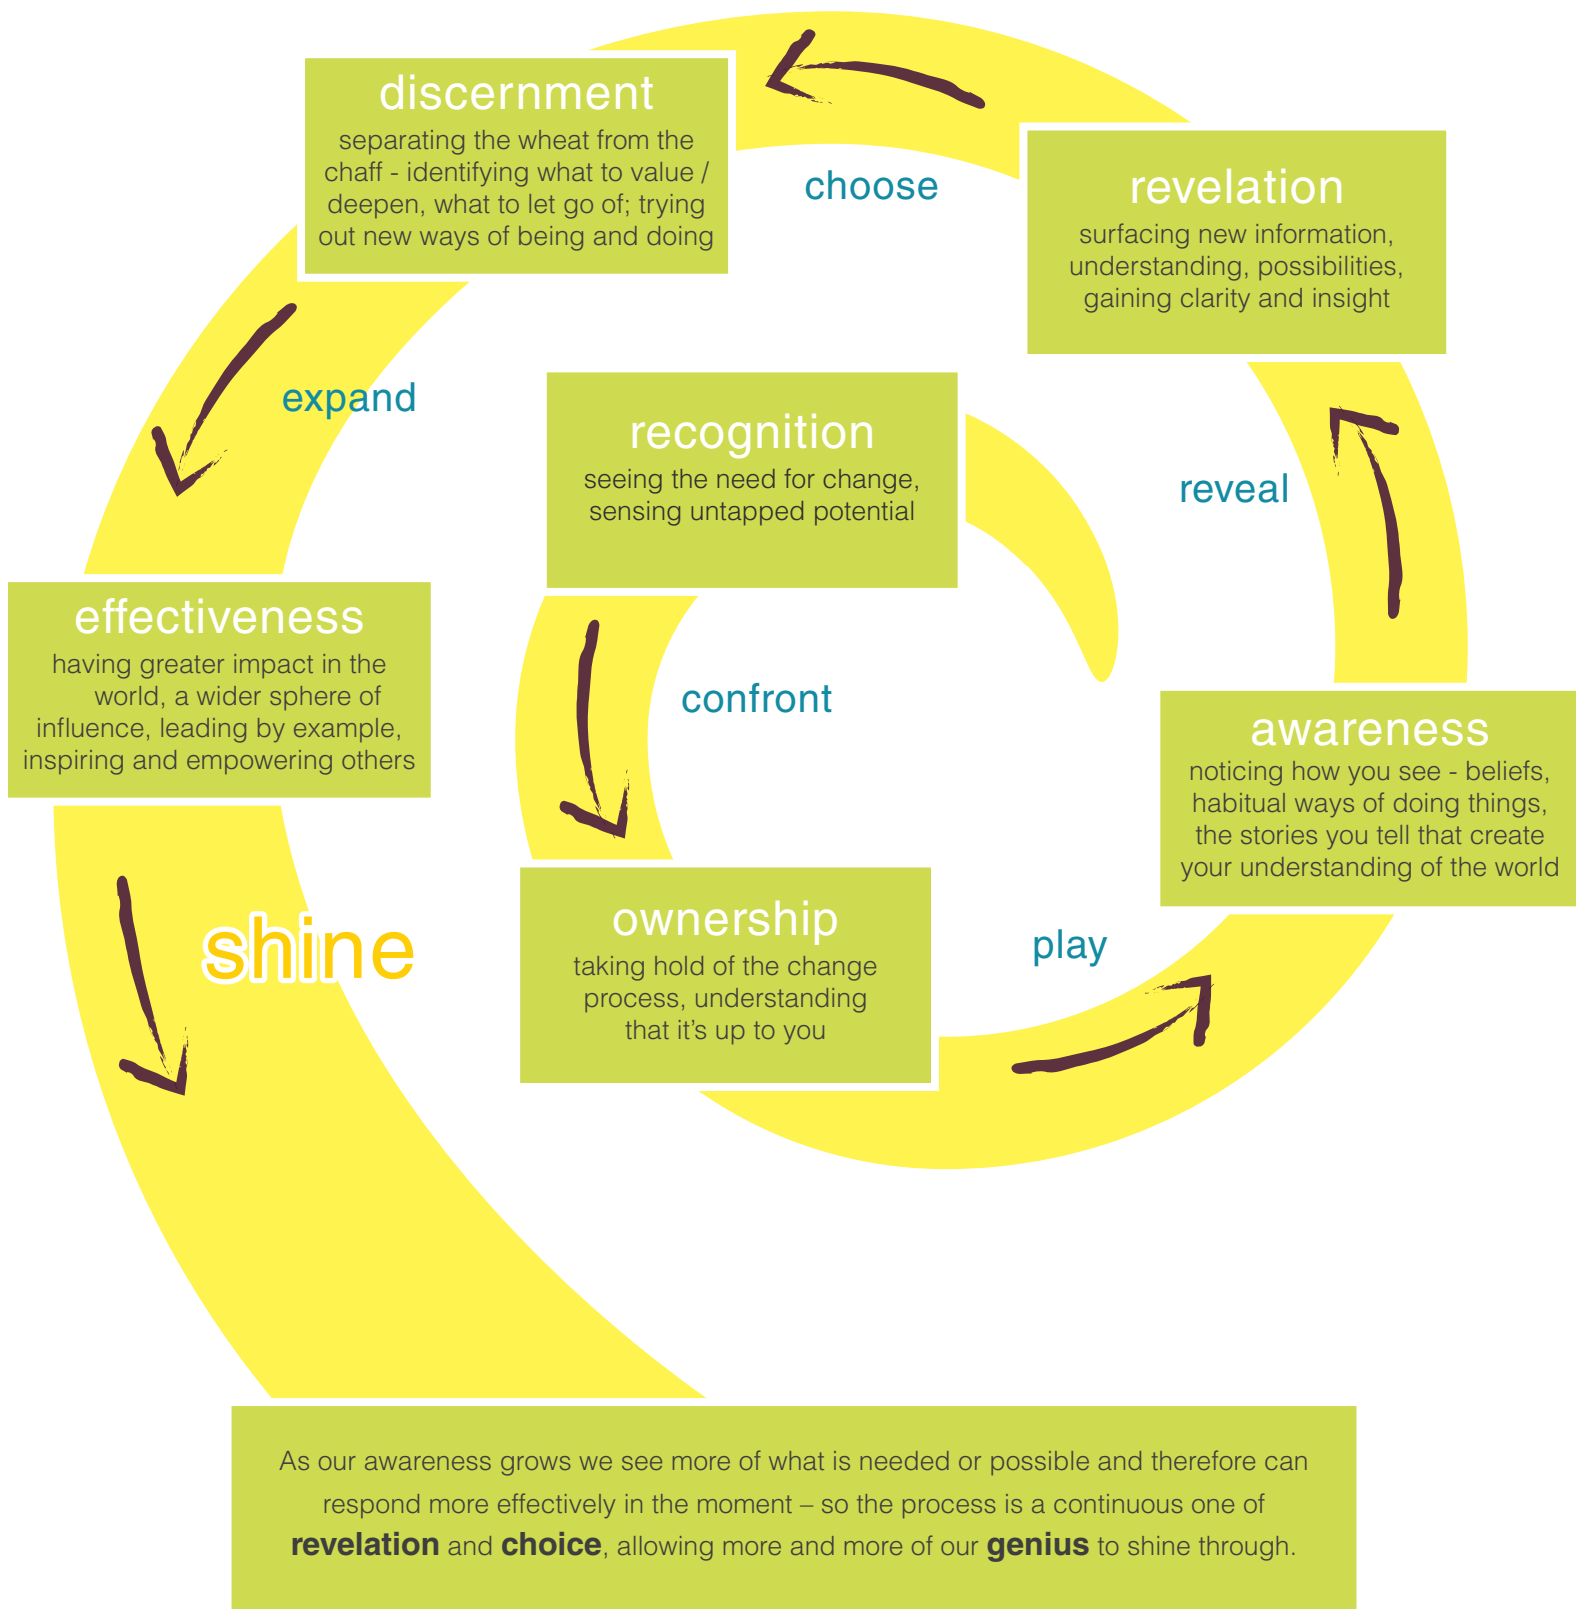 discernment
separating the wheat from the
chaff - identifying what to value /
deepen, what to let go of; trying
out new ways of being and doing
choose
revelation
surfacing new information,
understanding, possibilities,
gaining clarity and insight
expand
recognition
seeing the need for change,
sensing untapped potential
reveal
effectiveness
having greater impact in the
world, a wider sphere of
influence, leading by example,
inspiring and empowering others
confront
awareness
noticing how you see - beliefs,
habitual ways of doing things,
the stories you tell that create
your understanding of the world
shine
ownership
taking hold of the change
process, understanding
that it’s up to you
play
As our awareness grows we see more of what is needed or possible and therefore can
respond more effectively in the moment – so the process is a continuous one of
revelation and choice, allowing more and more of our genius to shine through.